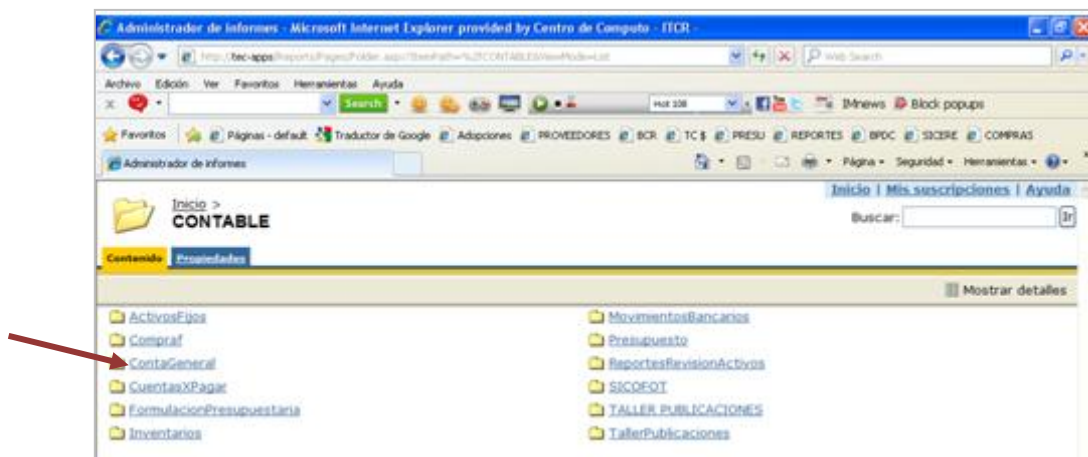 Administrador de informes - Microsoft Internet Explorer provided by Centro de Computo - ITCR -
Web Search
Archivo Edición Ver Favoritos Herramientas Ayuda
Search Hot 108 IMnews Block popups
Favoritos Páginas - default Traductor de Google Adopciones PROVEEDORES BCR TC $ PRESU REPORTES BPDC SICERE COMPRAS
Administrador de informes Página Seguridad Herramientas
Inicio | Mis suscripciones | Ayuda
Inicio >
CONTABLE
Buscar: Ir
Contenido Propiedades
Mostrar detalles
ActivosFijos MovimientosBancarios
Compraf Presupuesto
ContaGeneral ReportesRevisionActivos
CuentasXPagar SICOFOT
FormulacionPresupuestaria TALLER PUBLICACIONES
Inventarios TallerPublicaciones